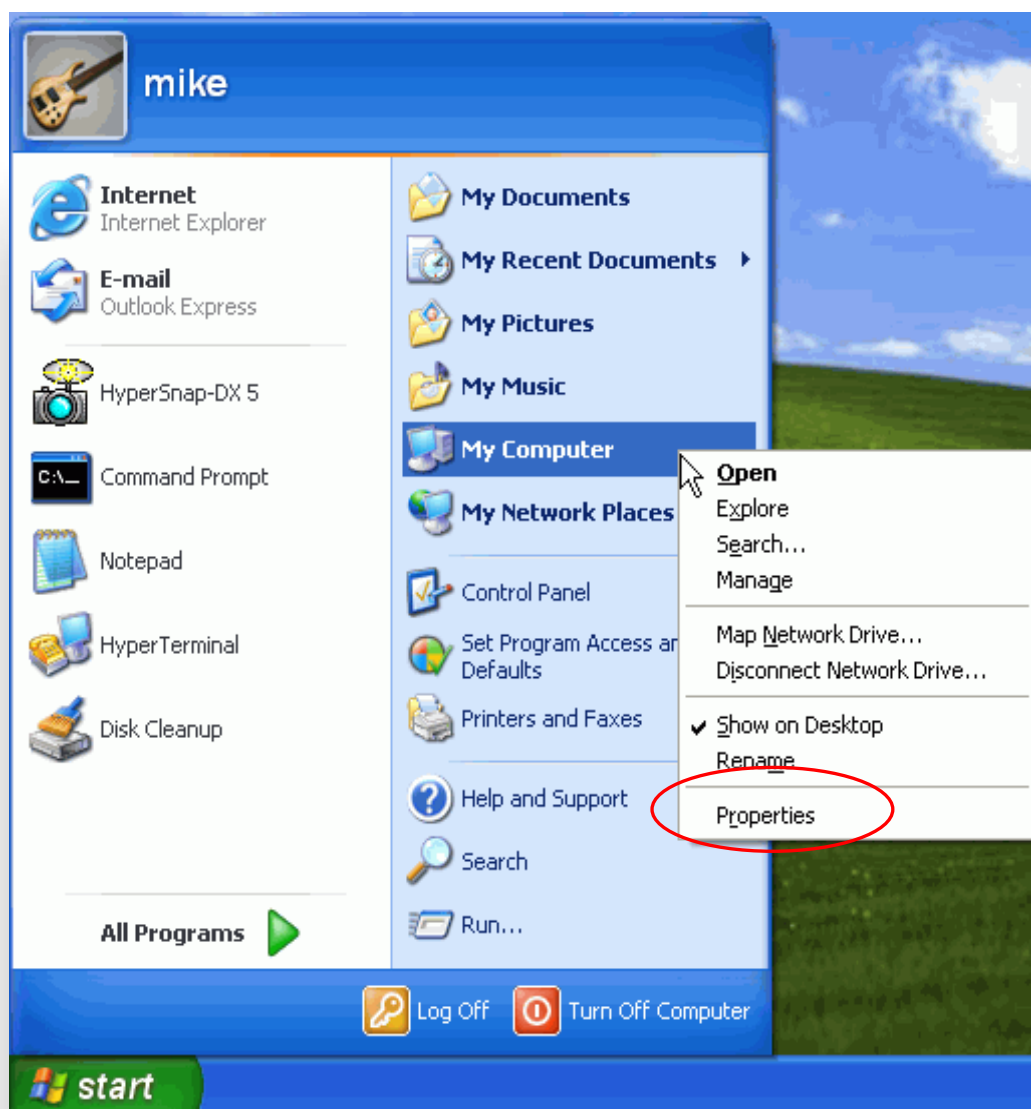 mike
Internet
Internet Explorer
E-mail
Outlook Express
HyperSnap-DX 5
C:\_
Command Prompt
Notepad
HyperTerminal
Disk Cleanup
All Programs
My Documents
My Recent Documents
My Pictures
My Music
My Computer
My Network Places
Control Panel
Set Program Access ar
Defaults
Printers and Faxes
Help and Support
Search
Run...
Open
Explore
Search...
Manage
Map Network Drive...
Disconnect Network Drive...
Show on Desktop
Rename
Properties
Log Off
Turn Off Computer
start